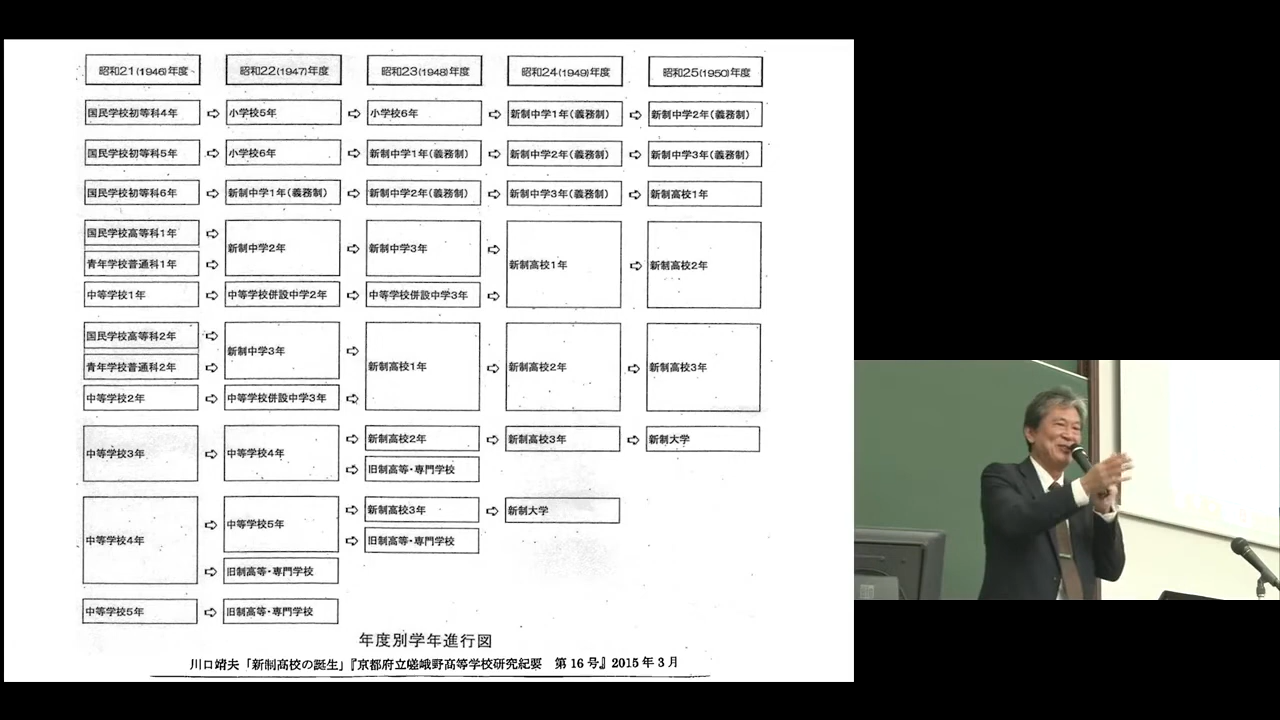 昭和21(1946)年度 昭和22(1947)年度 昭和23(1948)年度 昭和24(1949)年度 昭和25(1950)年度
国民学校初等科4年 ⇨ 小学校5年 ⇨ 小学校6年 ⇨ 新制中学1年(義務制) ⇨ 新制中学2年(義務制)
国民学校初等科5年 ⇨ 小学校6年 ⇨ 新制中学1年(義務制) ⇨ 新制中学2年(義務制) ⇨ 新制中学3年(義務制)
国民学校初等科6年 ⇨ 新制中学1年(義務制) ⇨ 新制中学2年(義務制) ⇨ 新制中学3年(義務制) ⇨ 新制高校1年
国民学校高等科1年 ⇨
新制中学2年 ⇨ 新制中学3年 ⇨
青年学校普通科1年 ⇨
新制高校1年 ⇨ 新制高校2年
中等学校1年 ⇨ 中等学校併設中学2年 ⇨ 中等学校併設中学3年 ⇨
国民学校高等科2年 ⇨
新制中学3年 ⇨
青年学校普通科2年 ⇨
新制高校1年 ⇨ 新制高校2年 ⇨ 新制高校3年
中等学校2年 ⇨ 中等学校併設中学3年 ⇨
中等学校3年 ⇨ 中等学校4年 ⇨ 新制高校2年 ⇨ 新制高校3年 ⇨ 新制大学
⇨ 旧制高等・専門学校
中等学校4年 ⇨ 中等学校5年 ⇨ 新制高校3年 ⇨ 新制大学
⇨ 旧制高等・専門学校
⇨ 旧制高等・専門学校
中等学校5年 ⇨ 旧制高等・専門学校
年度別学年進行図
川口靖夫「新制高校の誕生」『京都府立嵯峨野高等学校研究紀要 第16号』2015年3月